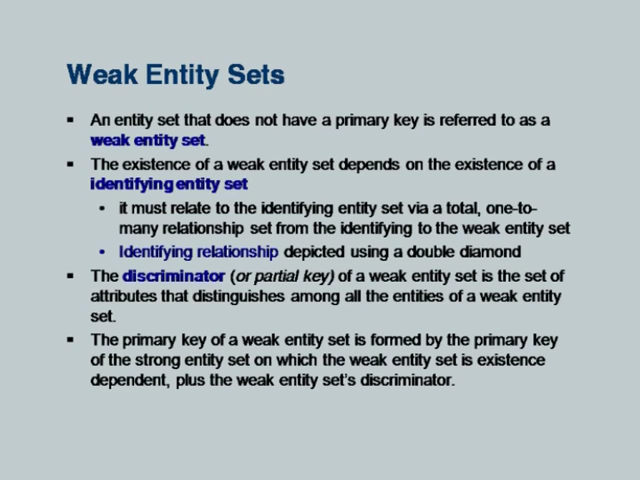 Weak Entity Sets
▪ An entity set that does not have a primary key is referred to as a
weak entity set.
▪ The existence of a weak entity set depends on the existence of a
identifying entity set
• it must relate to the identifying entity set via a total, one-to-
many relationship set from the identifying to the weak entity set
• Identifying relationship depicted using a double diamond
▪ The discriminator (or partial key) of a weak entity set is the set of
attributes that distinguishes among all the entities of a weak entity
set.
▪ The primary key of a weak entity set is formed by the primary key
of the strong entity set on which the weak entity set is existence
dependent, plus the weak entity set's discriminator.